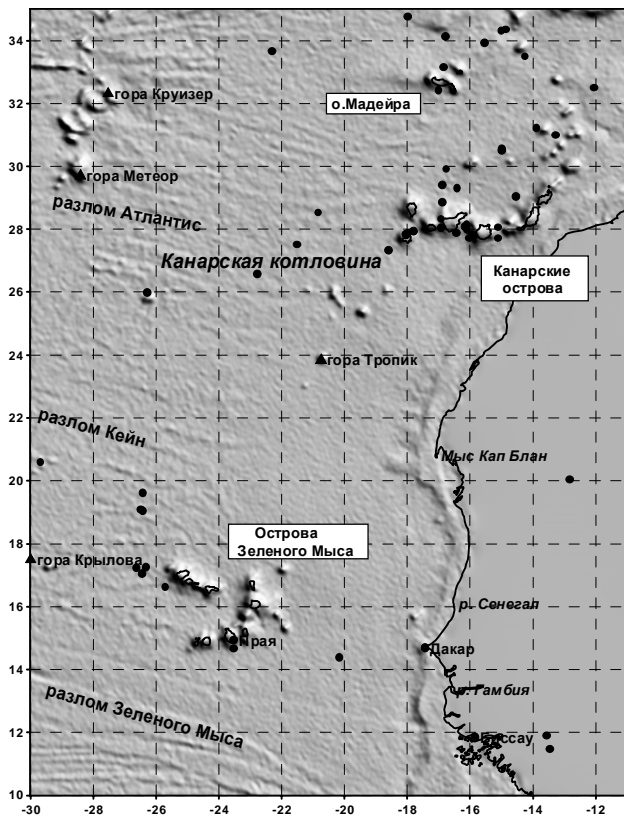 34
32
30
28
26
24
22
20
18
16
14
12
10
-30
-28
-26
-24
-22
-20
-18
-16
-14
-12
гора Круизер
о.Мадейра
гора Метеор
разлом Атлантис
Канарская котловина
Канарские
острова
гора Тропик
разлом Кейн
Мыс Кап Блан
Острова
Зеленого Мыса
гора Крылова
р. Сенегал
Прая
Дакар
р. Гамбия
разлом Зеленого Мыса
Биссау